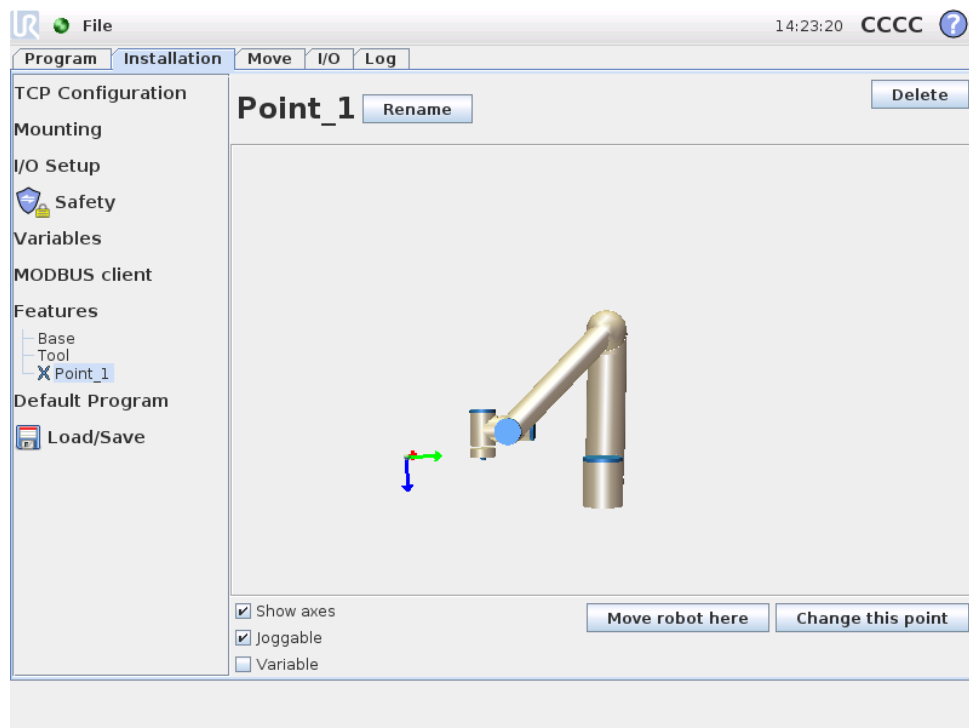 UR File 14:23:20 CCCC ?
Program Installation Move I/O Log
TCP Configuration
Mounting
I/O Setup
Safety
Variables
MODBUS client
Features
Base
Tool
Point_1
Default Program
Load/Save
Point_1 Rename Delete
Show axes
Joggable
Variable
Move robot here Change this point